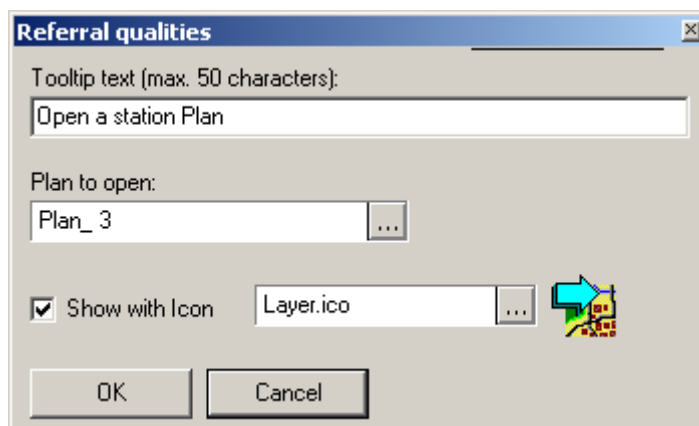 Referral qualities
Tooltip text (max. 50 characters):
Open a station Plan
Plan to open:
Plan_ 3 ...
Show with Icon Layer.ico ...
OK Cancel